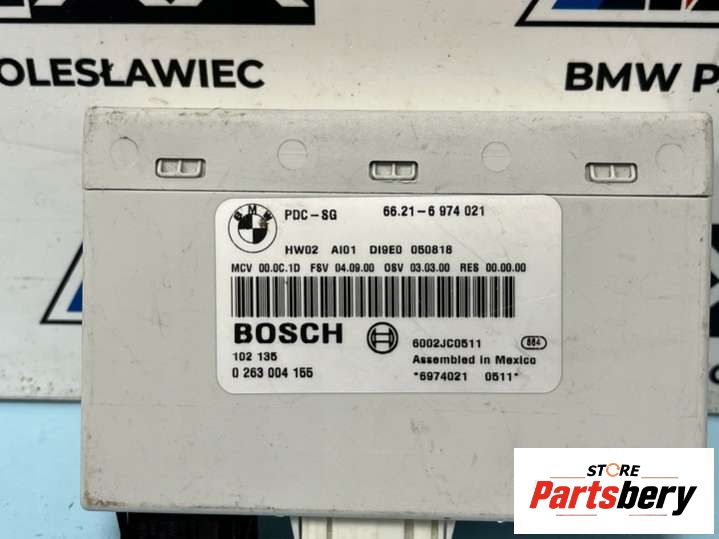 OLESŁAWIEC
BMW PA
BMW
PDC-SG 66.21-6 974 021
HW02 AI01 DI9E0 050818
MCV 00.0C.1D FSV 04.09.00 OSV 03.03.00 RES 00.00.00
BOSCH 6002JC0511 884
102 135 Assembled in Mexico
0 263 004 155 *6974021 0511*
STORE
Partsbery